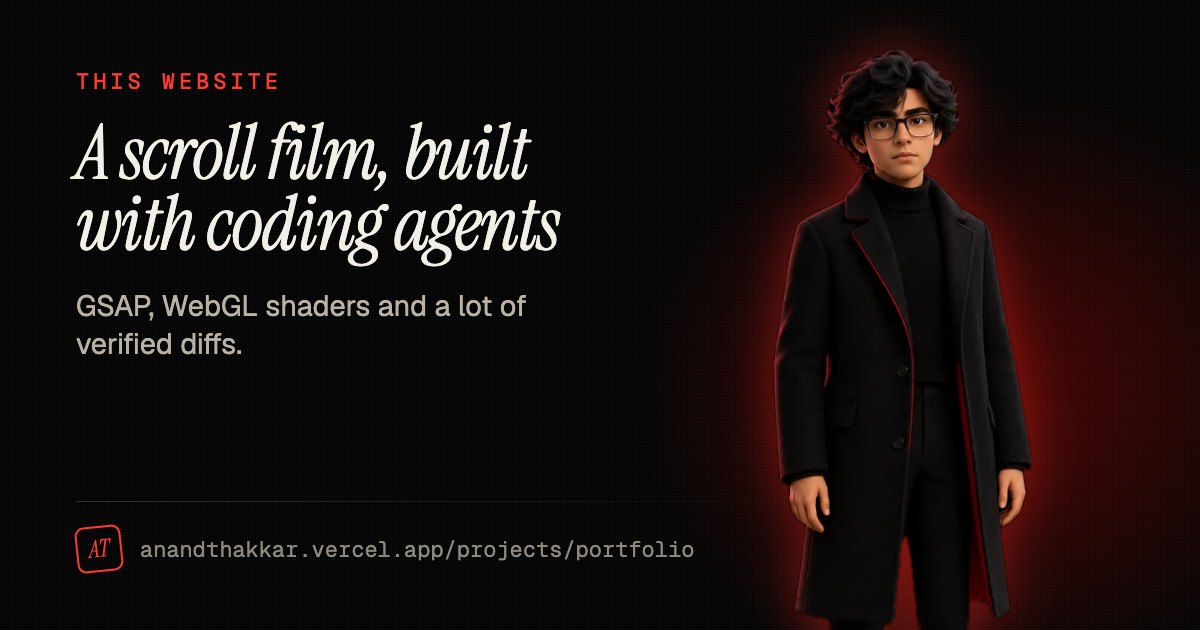 THIS WEBSITE
A scroll film, built
with coding agents
GSAP, WebGL shaders and a lot of
verified diffs.
AT
anandthakkar.vercel.app/projects/portfolio